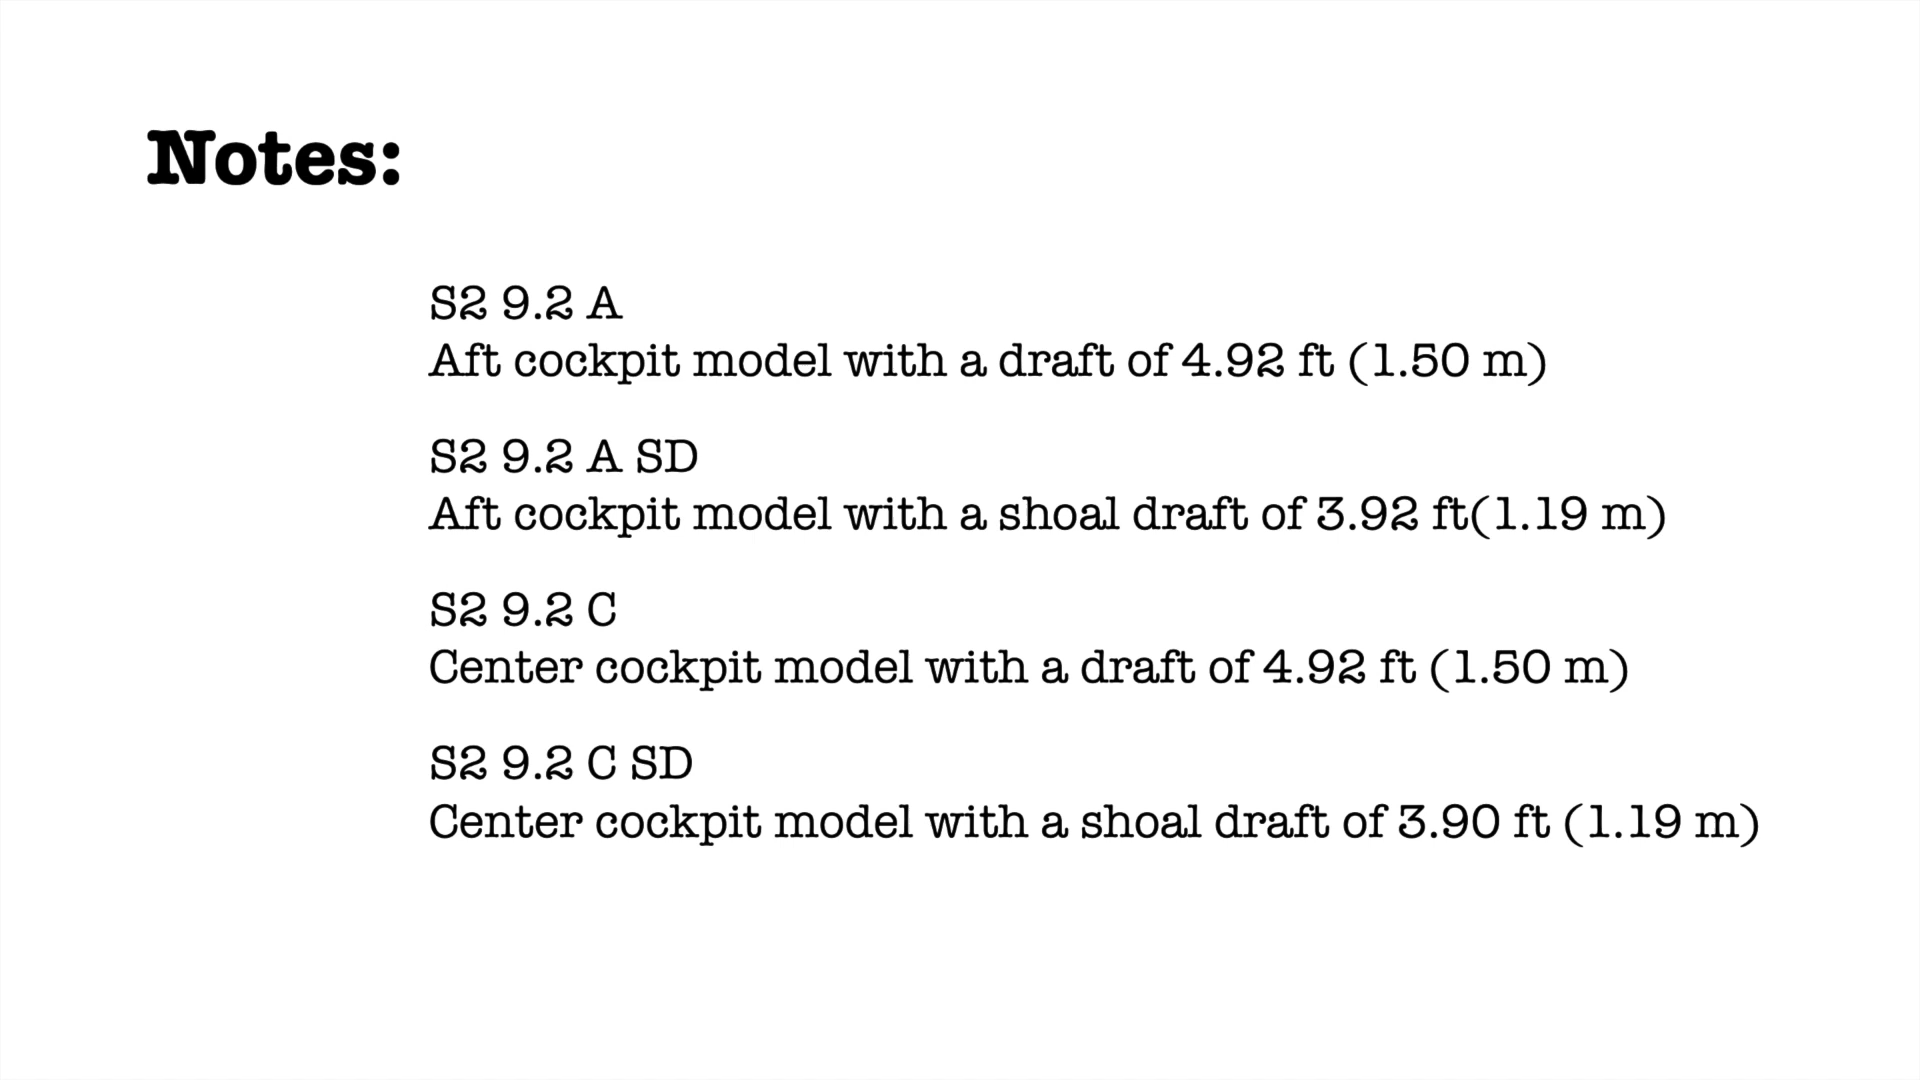 Notes:
S2 9.2 A
Aft cockpit model with a draft of 4.92 ft (1.50 m)
S2 9.2 A SD
Aft cockpit model with a shoal draft of 3.92 ft(1.19 m)
S2 9.2 C
Center cockpit model with a draft of 4.92 ft (1.50 m)
S2 9.2 C SD
Center cockpit model with a shoal draft of 3.90 ft (1.19 m)